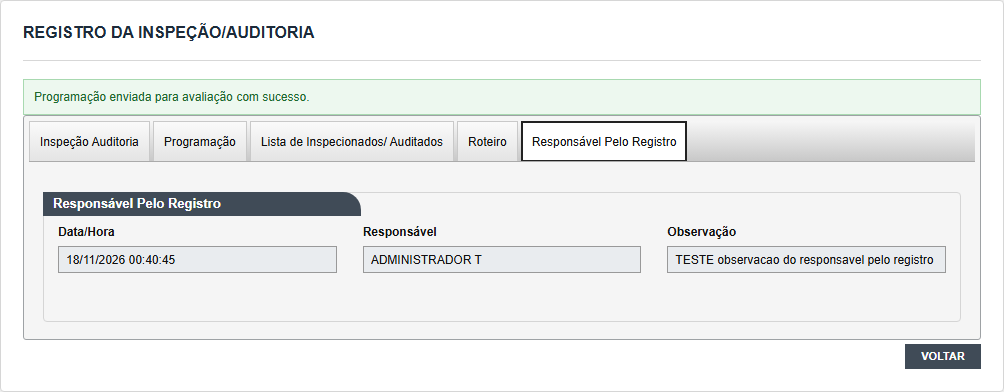 REGISTRO DA INSPEÇÃO/AUDITORIA
Programação enviada para avaliação com sucesso.
Inspeção Auditoria Programação Lista de Inspecionados/ Auditados Roteiro Responsável Pelo Registro
Responsável Pelo Registro
Data/Hora Responsável Observação
18/11/2026 00:40:45 ADMINISTRADOR T TESTE observacao do responsavel pelo registro
VOLTAR